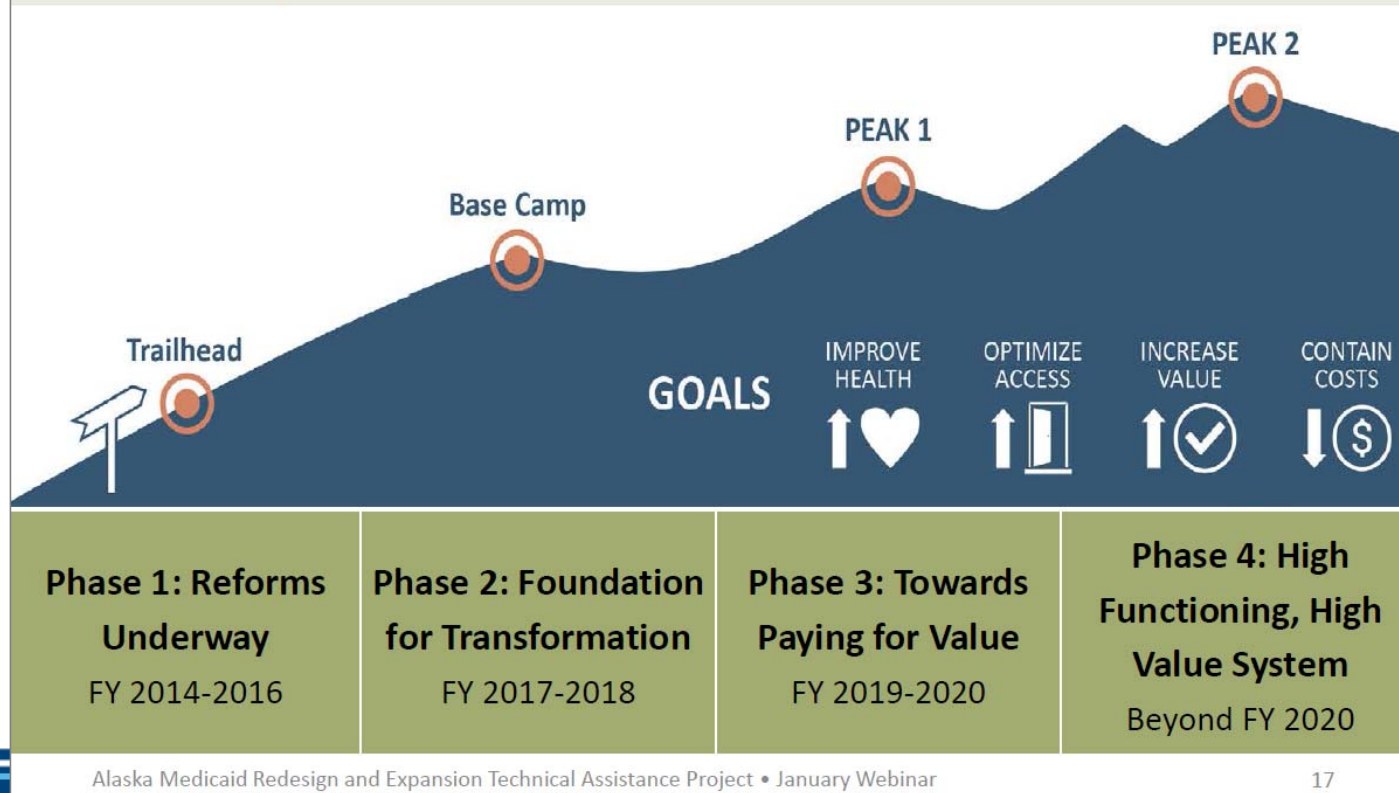 PEAK 2
PEAK 1
Base Camp
Trailhead
GOALS
IMPROVE
HEALTH
OPTIMIZE
ACCESS
INCREASE
VALUE
CONTAIN
COSTS
$
Phase 1: Reforms
Underway
FY 2014-2016
Phase 2: Foundation
for Transformation
FY 2017-2018
Phase 3: Towards
Paying for Value
FY 2019-2020
Phase 4: High
Functioning, High
Value System
Beyond FY 2020
Alaska Medicaid Redesign and Expansion Technical Assistance Project • January Webinar
17